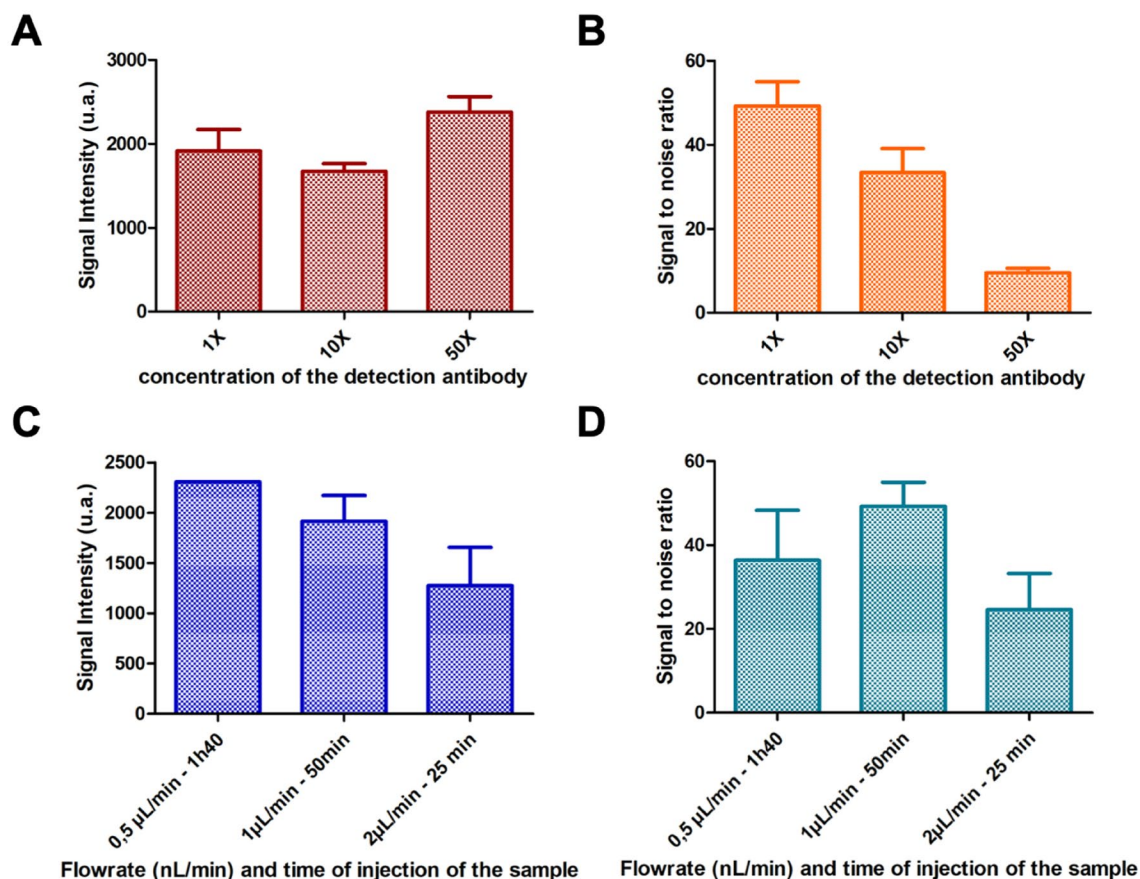 A
Signal Intensity (u.a.)
3000
2000
1000
0
1X
10X
50X
concentration of the detection antibody
B
Signal to noise ratio
60
40
20
0
1X
10X
50X
concentration of the detection antibody
C
Signal Intensity (u.a.)
2500
2000
1500
1000
500
0
0,5 µL/min - 1h40
1µL/min - 50min
2µL/min - 25 min
Flowrate (nL/min) and time of injection of the sample
D
Signal to noise ratio
60
40
20
0
0,5 µL/min - 1h40
1µL/min - 50min
2µL/min - 25 min
Flowrate (nL/min) and time of injection of the sample